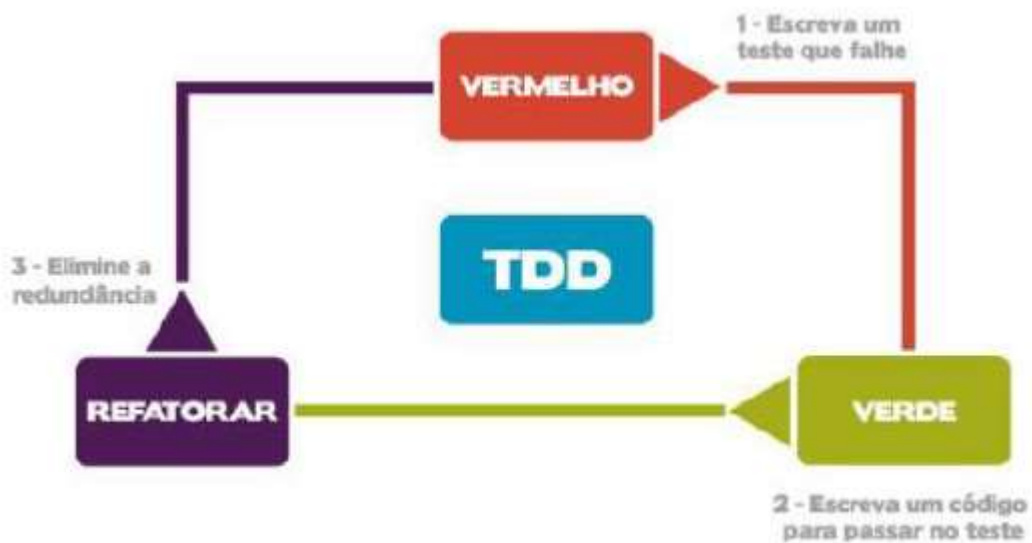 1 - Escreva um
teste que falhe
VERMELHO
TDD
3 - Elimine a
redundância
REFATORAR
VERDE
2 - Escreva um código
para passar no teste